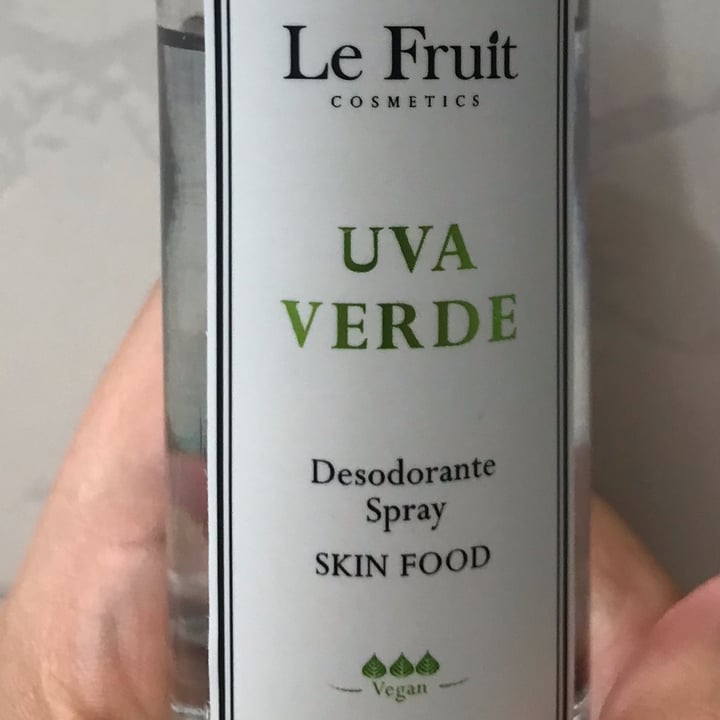 Le Fruit
COSMETICS
UVA
VERDE
Desodorante
Spray
SKIN FOOD
Vegan